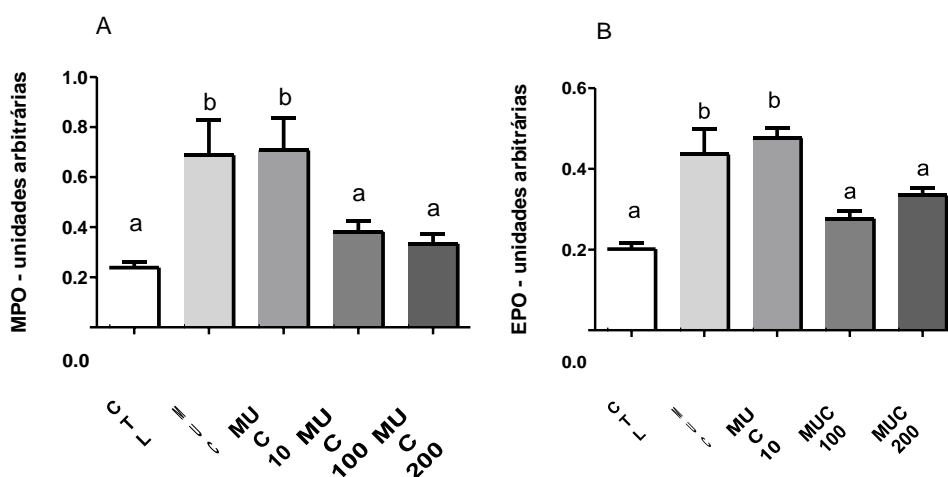 A
MPO - unidades arbitrárias
1.0
0.8
0.6
0.4
0.2
0.0
a
b
b
a
a
CTL
MUC
MUC 10
MUC 100
MUC 200
B
EPO - unidades arbitrárias
0.6
0.4
0.2
0.0
a
b
b
a
a
CTL
MUC
MUC 10
MUC 100
MUC 200